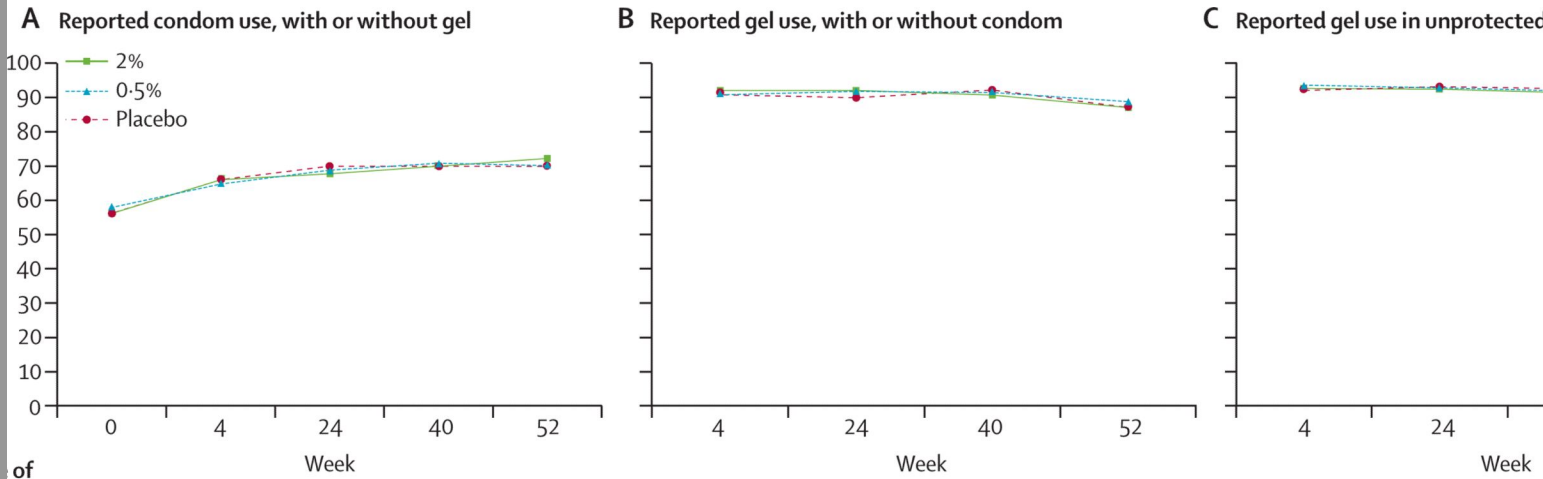 A Reported condom use, with or without gel
2%
0·5%
Placebo
100
90
80
70
60
50
40
30
20
10
0
0 4 24 40 52
Week
of
B Reported gel use, with or without condom
4 24 40 52
Week
C Reported gel use in unprotected
4 24
Week